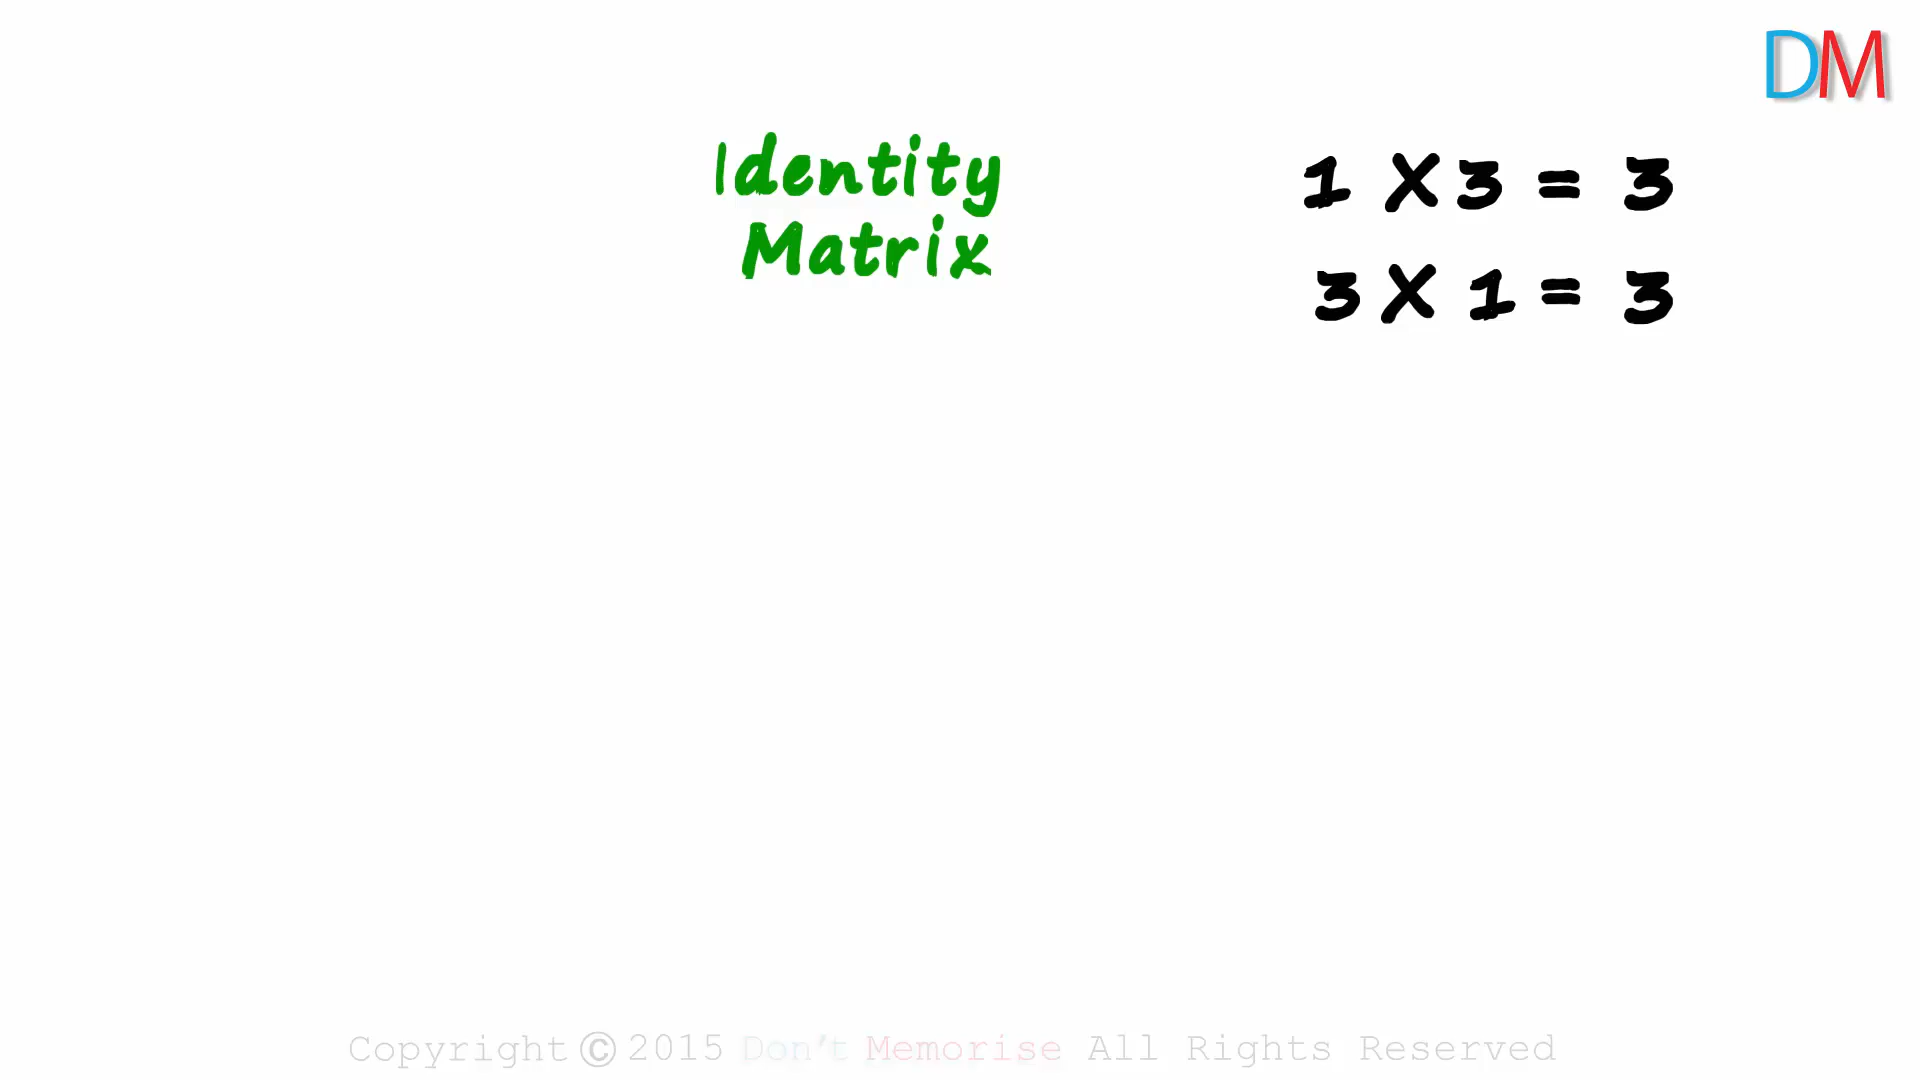 DM
Identity
Matrix
1 X 3 = 3
3 X 1 = 3
Copyright © 2015 Don't Memorise All Rights Reserved